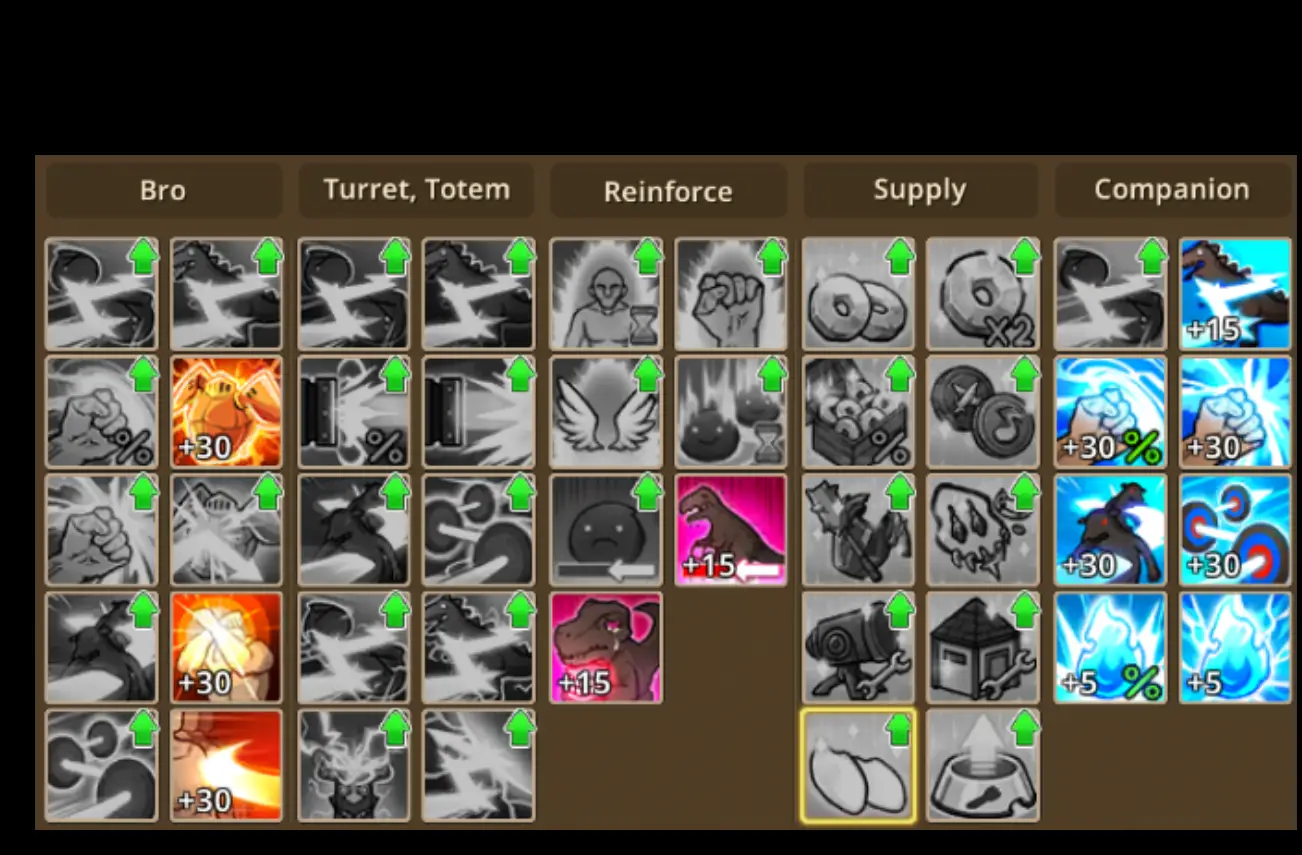 Bro Turret, Totem Reinforce Supply Companion
X2 +15
% +30 % % +30 % +30
+15 +30 +30
+30 +15 +5 % +5
+30